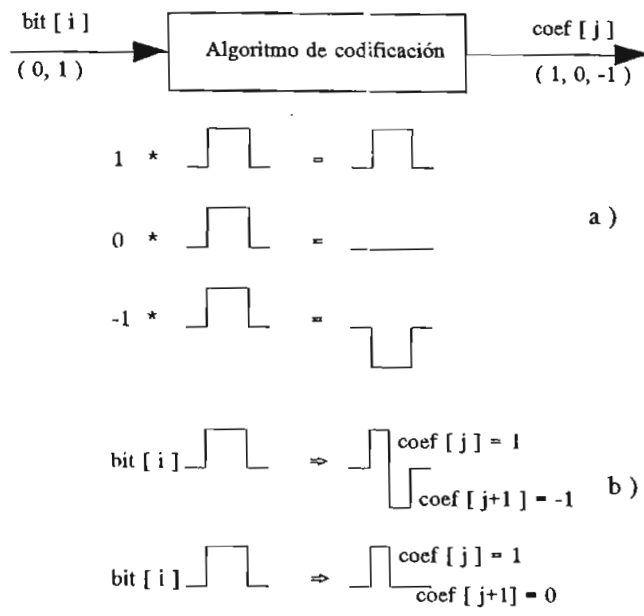 bit [ i ]
Algoritmo de codificación
coef [ j ]
( 0, 1 )
( 1, 0, -1 )
1 * =
a )
0 * =
-1 * =
bit [ i ] ⇒ coef [ j ] = 1
coef [ j+1 ] = -1
b )
bit [ i ] ⇒ coef [ j ] = 1
coef [ j+1] = 0